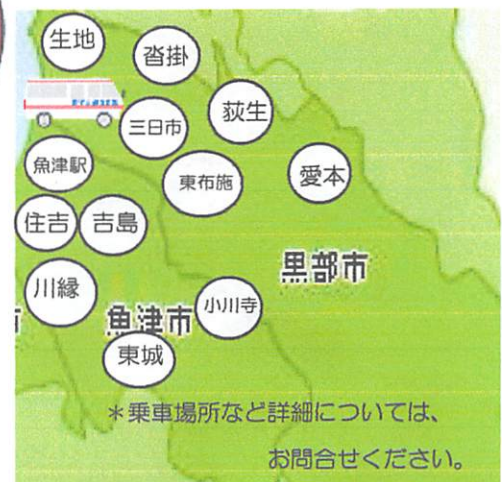 生地
沓掛
荻生
三日市
魚津駅
東布施
愛本
住吉
吉島
黒部市
川縁
小川寺
魚津市
東城
＊乗車場所など詳細については、
お問合せください。